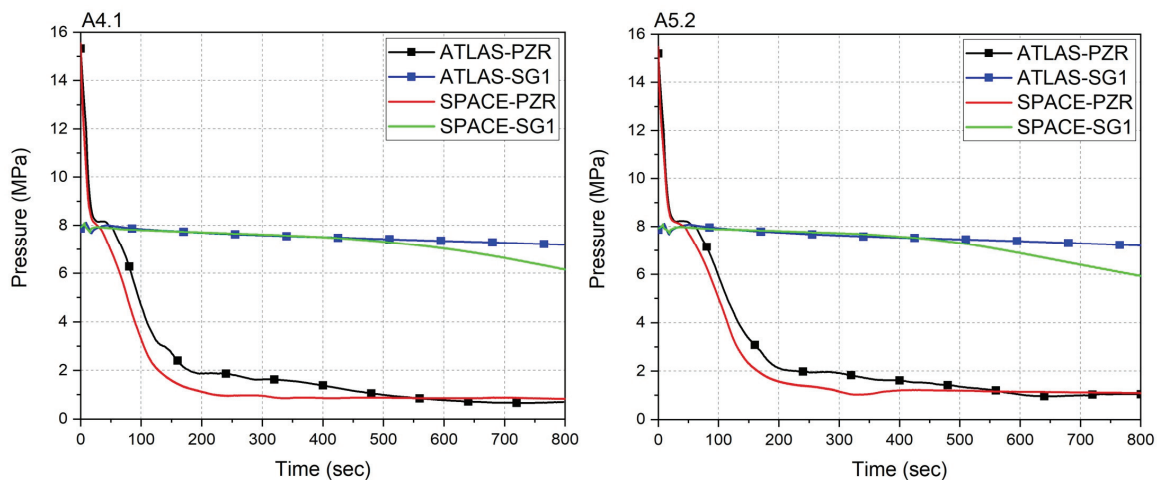 A4.1
16
14
12
10
8
6
4
2
0
Pressure (MPa)
ATLAS-PZR
ATLAS-SG1
SPACE-PZR
SPACE-SG1
0 100 200 300 400 500 600 700 800
Time (sec)
A5.2
16
14
12
10
8
6
4
2
0
Pressure (MPa)
ATLAS-PZR
ATLAS-SG1
SPACE-PZR
SPACE-SG1
0 100 200 300 400 500 600 700 800
Time (sec)